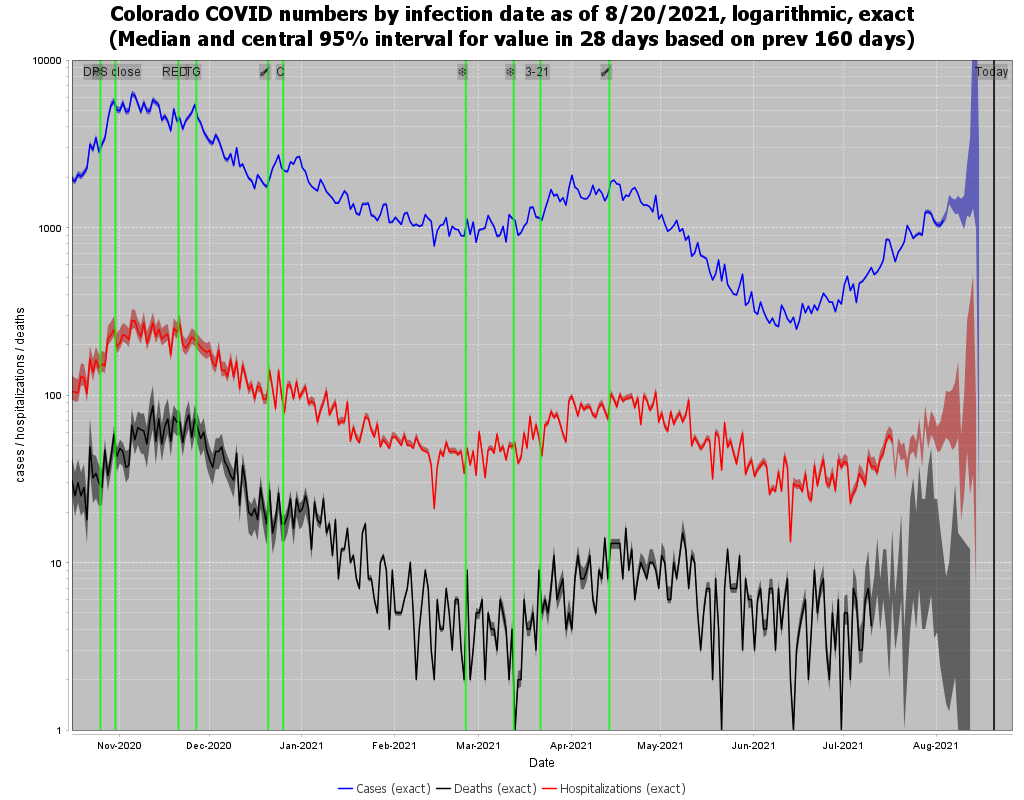 Colorado COVID numbers by infection date as of 8/20/2021, logarithmic, exact
(Median and central 95% interval for value in 28 days based on prev 160 days)
10000
1000
100
10
1
cases / hospitalizations / deaths
close
C
3-21
Today
Nov-2020
Dec-2020
Jan-2021
Feb-2021
Mar-2021
Apr-2021
May-2021
Jun-2021
Jul-2021
Aug-2021
Date
Cases (exact)
Deaths (exact)
Hospitalizations (exact)